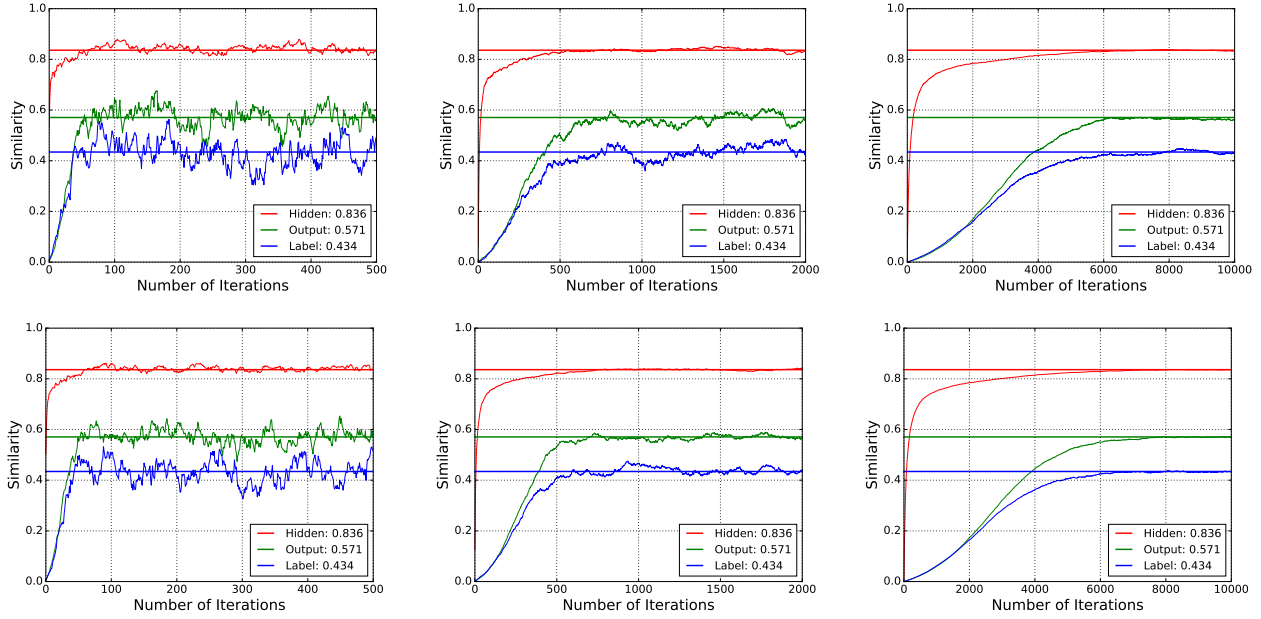 1.0
0.8
0.6
0.4
0.2
0.0
Similarity
0 100 200 300 400 500
Number of Iterations
Hidden: 0.836
Output: 0.571
Label: 0.434
1.0
0.8
0.6
0.4
0.2
0.0
Similarity
0 500 1000 1500 2000
Number of Iterations
Hidden: 0.836
Output: 0.571
Label: 0.434
1.0
0.8
0.6
0.4
0.2
0.0
Similarity
0 2000 4000 6000 8000 10000
Number of Iterations
Hidden: 0.836
Output: 0.571
Label: 0.434
1.0
0.8
0.6
0.4
0.2
0.0
Similarity
0 100 200 300 400 500
Number of Iterations
Hidden: 0.836
Output: 0.571
Label: 0.434
1.0
0.8
0.6
0.4
0.2
0.0
Similarity
0 500 1000 1500 2000
Number of Iterations
Hidden: 0.836
Output: 0.571
Label: 0.434
1.0
0.8
0.6
0.4
0.2
0.0
Similarity
0 2000 4000 6000 8000 10000
Number of Iterations
Hidden: 0.836
Output: 0.571
Label: 0.434